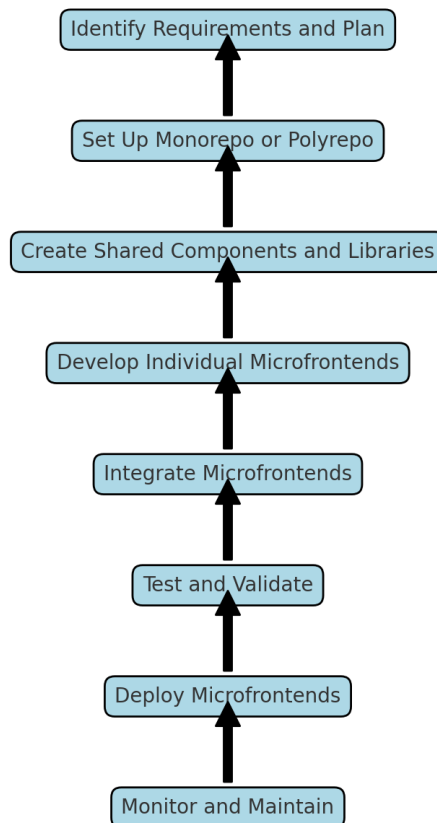 Identify Requirements and Plan
Set Up Monorepo or Polyrepo
Create Shared Components and Libraries
Develop Individual Microfrontends
Integrate Microfrontends
Test and Validate
Deploy Microfrontends
Monitor and Maintain